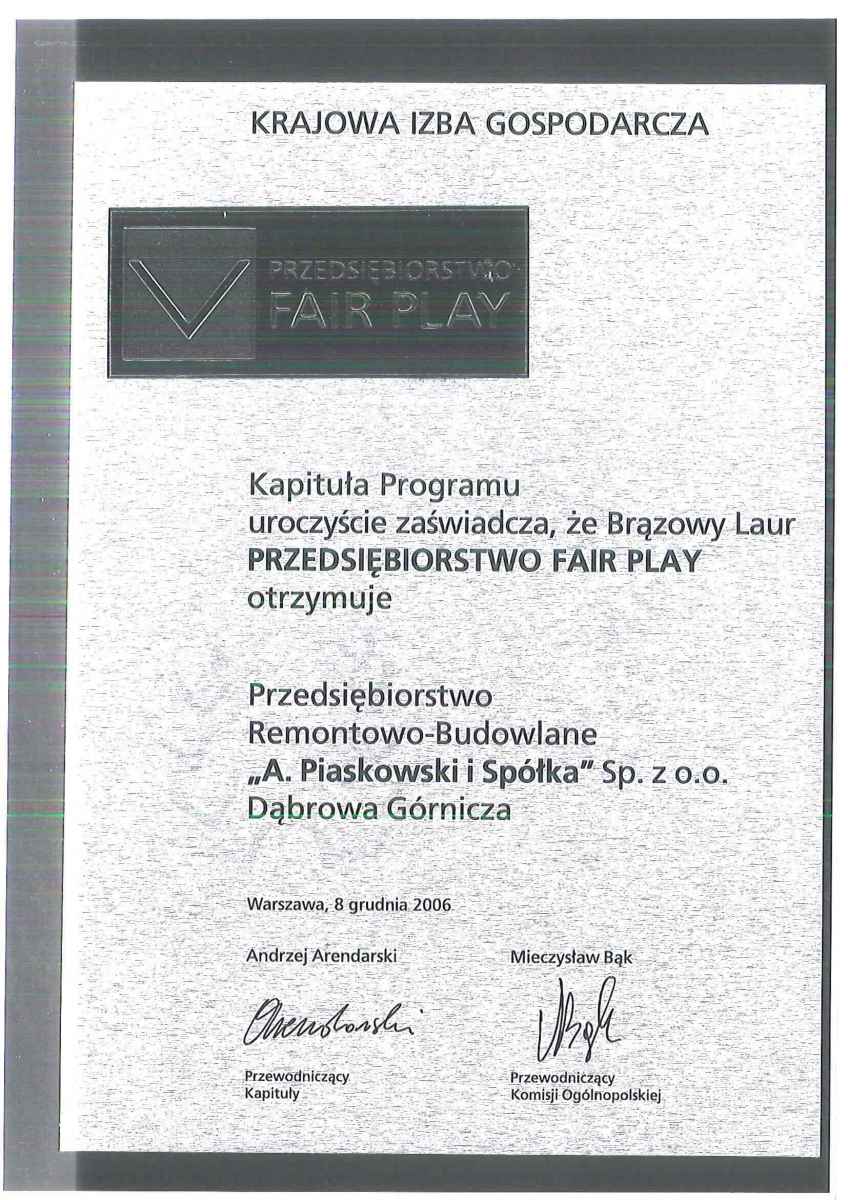 KRAJOWA IZBA GOSPODARCZA
PRZEDSIĘBIORSTWO
FAIR PLAY
Kapituła Programu
uroczyście zaświadcza, że Brązowy Laur
PRZEDSIĘBIORSTWO FAIR PLAY
otrzymuje
Przedsiębiorstwo
Remontowo-Budowlane
„A. Piaskowski i Spółka” Sp. z o.o.
Dąbrowa Górnicza
Warszawa, 8 grudnia 2006
Andrzej Arendarski
Mieczysław Bąk
Arendarski
MBąk
Przewodniczący
Kapituły
Przewodniczący
Komisji Ogólnopolskiej